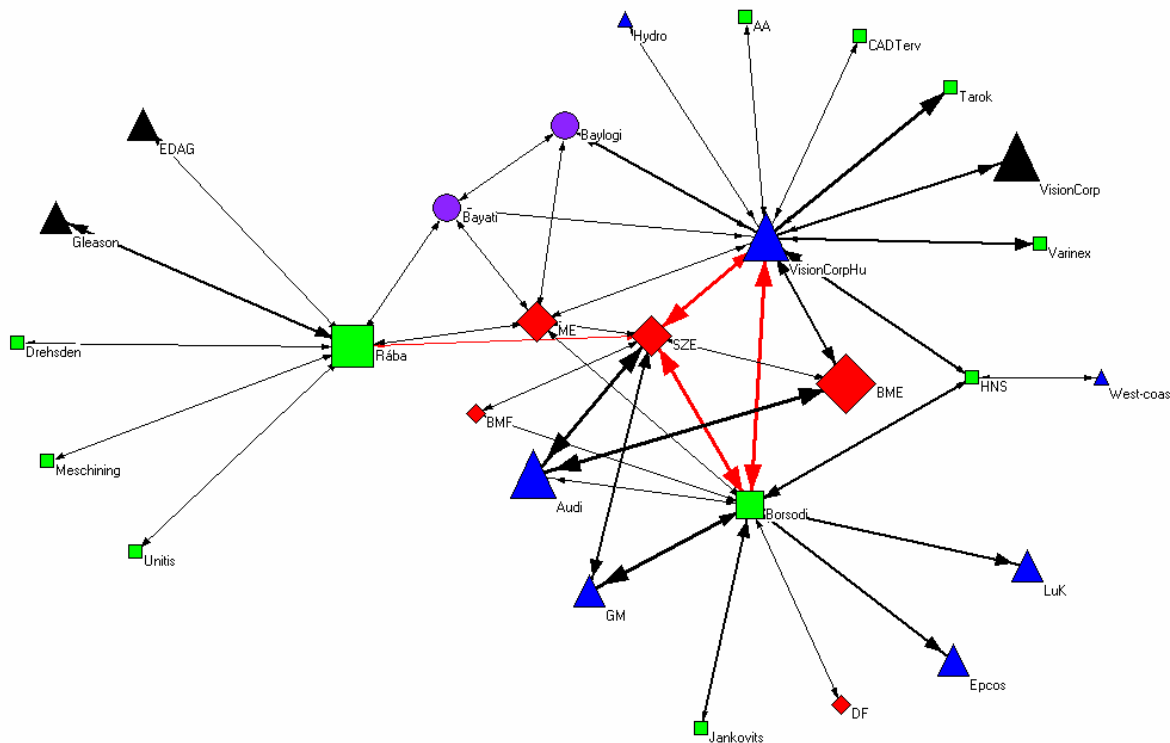 Hydro
AA
CADTerv
Tarok
Baylogi
EDAG
VisionCorp
Bayati
Gleason
Varinex
VisionCorpHu
ME
SZE
Rába
Drehsden
BME
HNS
West-coas
BMF
Meschining
Audi
Borsodi
Unitis
LuK
GM
Epcos
DF
Jankovits